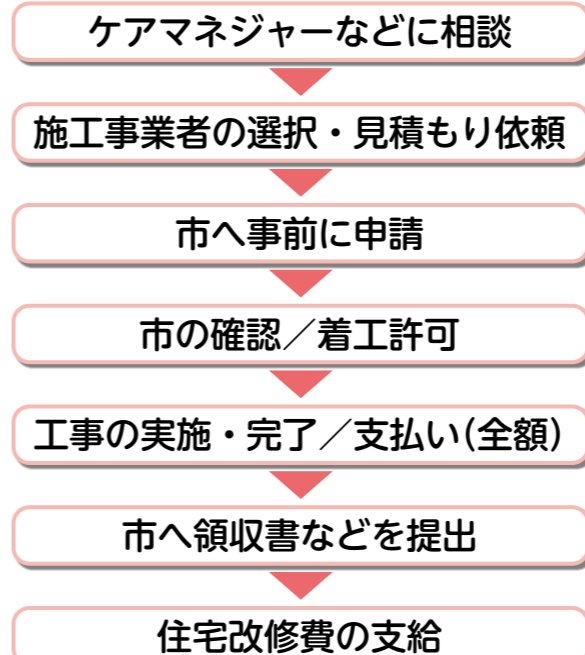 ケアマネジャーなどに相談
施工事業者の選択・見積もり依頼
市へ事前に申請
市の確認／着工許可
工事の実施・完了／支払い(全額)
市へ領収書などを提出
住宅改修費の支給